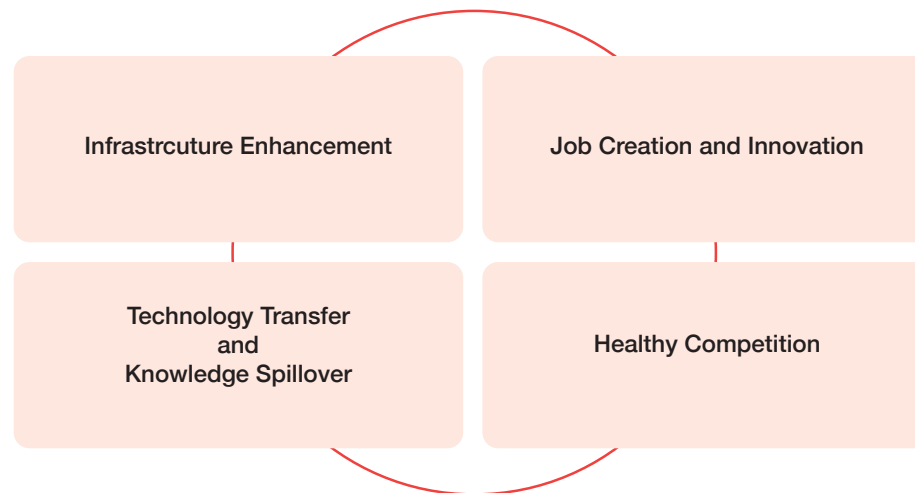 Infrastrcuture Enhancement
Job Creation and Innovation
Technology Transfer
and
Knowledge Spillover
Healthy Competition